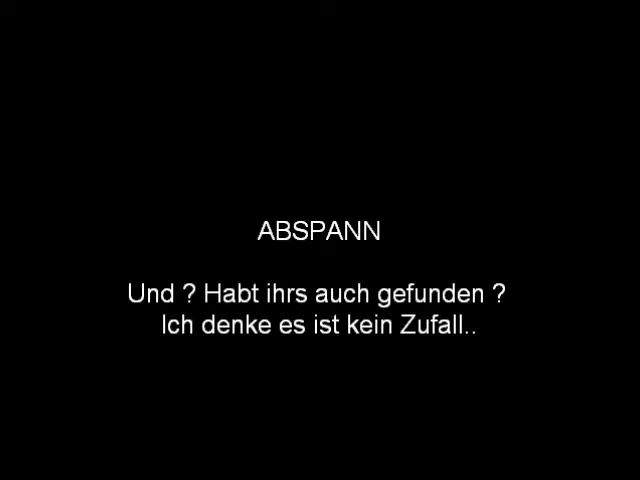 ABSPANN
Und ? Habt ihrs auch gefunden ?
Ich denke es ist kein Zufall..